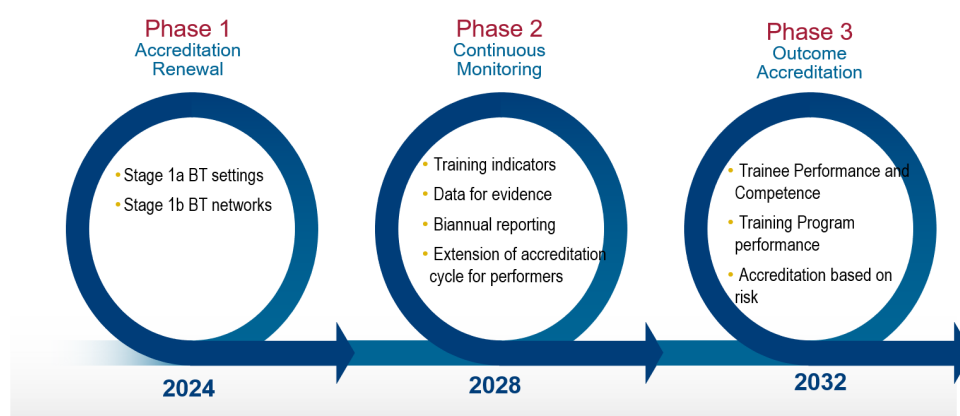 Phase 1
Accreditation
Renewal
• Stage 1a BT settings
• Stage 1b BT networks
2024
Phase 2
Continuous
Monitoring
• Training indicators
• Data for evidence
• Biannual reporting
• Extension of accreditation
cycle for performers
2028
Phase 3
Outcome
Accreditation
• Trainee Performance and
Competence
• Training Program
performance
• Accreditation based on
risk
2032